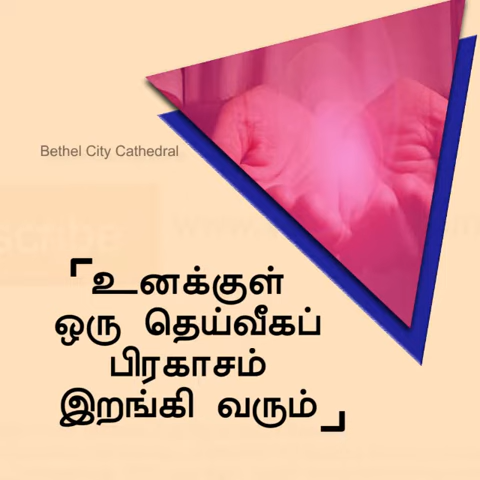 Bethel City Cathedral
「உனக்குள்
ஒரு தெய்வீகப்
பிரகாசம்
இறங்கி வரும்」